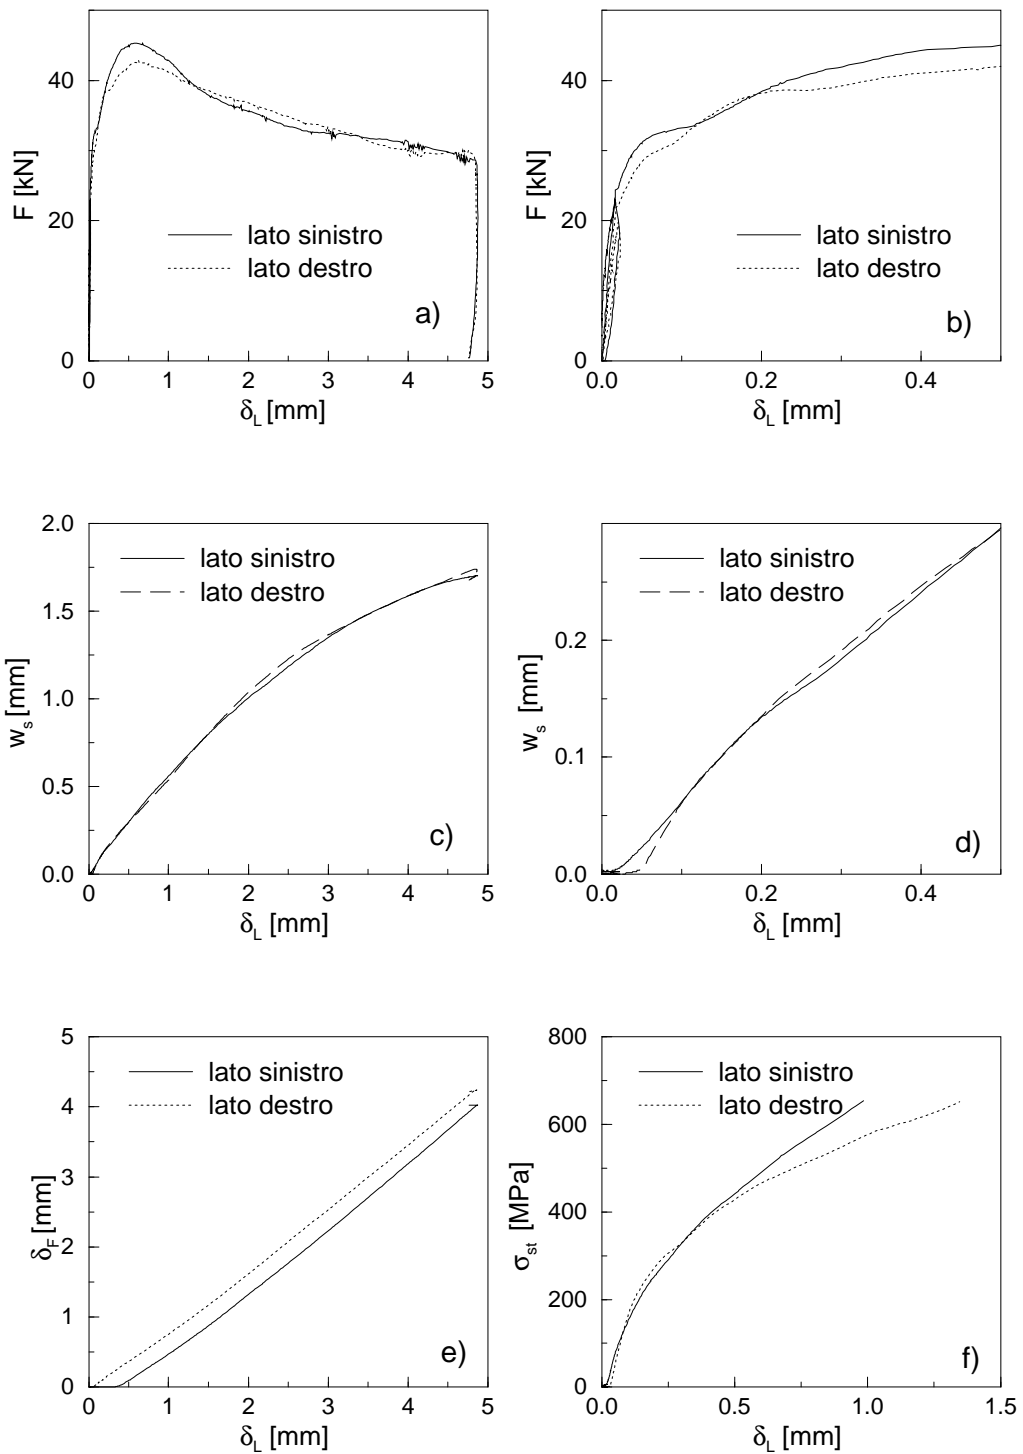 40
20
0
F [kN]
lato sinistro
lato destro
a)
0 1 2 3 4 5
δL [mm]
40
20
0
F [kN]
lato sinistro
lato destro
b)
0.0 0.2 0.4
δL [mm]
2.0
1.5
1.0
0.5
0.0
ws [mm]
lato sinistro
lato destro
c)
0 1 2 3 4 5
δL [mm]
0.2
0.1
0.0
ws [mm]
lato sinistro
lato destro
d)
0.0 0.2 0.4
δL [mm]
5
4
3
2
1
0
δF [mm]
lato sinistro
lato destro
e)
0 1 2 3 4 5
δL [mm]
800
600
400
200
0
σst [MPa]
lato sinistro
lato destro
f)
0.0 0.5 1.0 1.5
δL [mm]